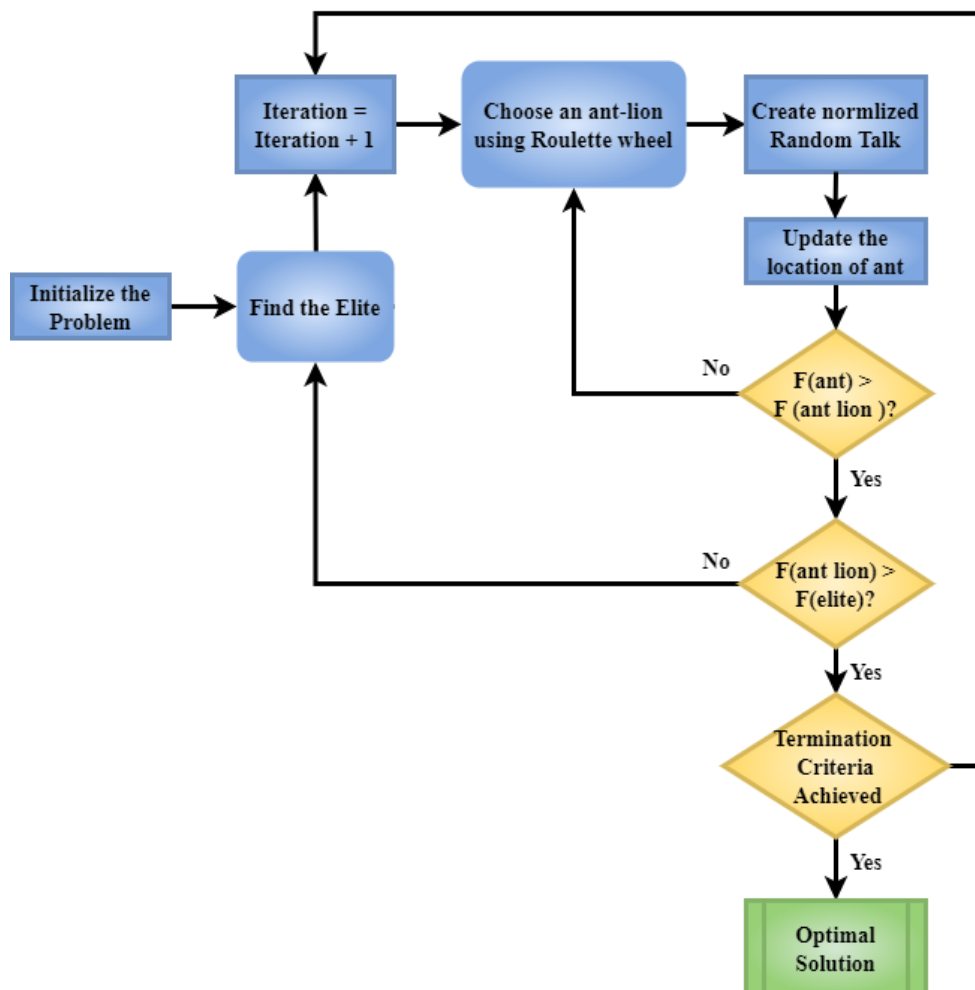 Iteration =
Iteration + 1
Choose an ant-lion
using Roulette wheel
Create normlized
Random Talk
Update the
location of ant
Initialize the
Problem
Find the Elite
No
F(ant) >
F (ant lion )?
Yes
No
F(ant lion) >
F(elite)?
Yes
Termination
Criteria
Achieved
Yes
Optimal
Solution